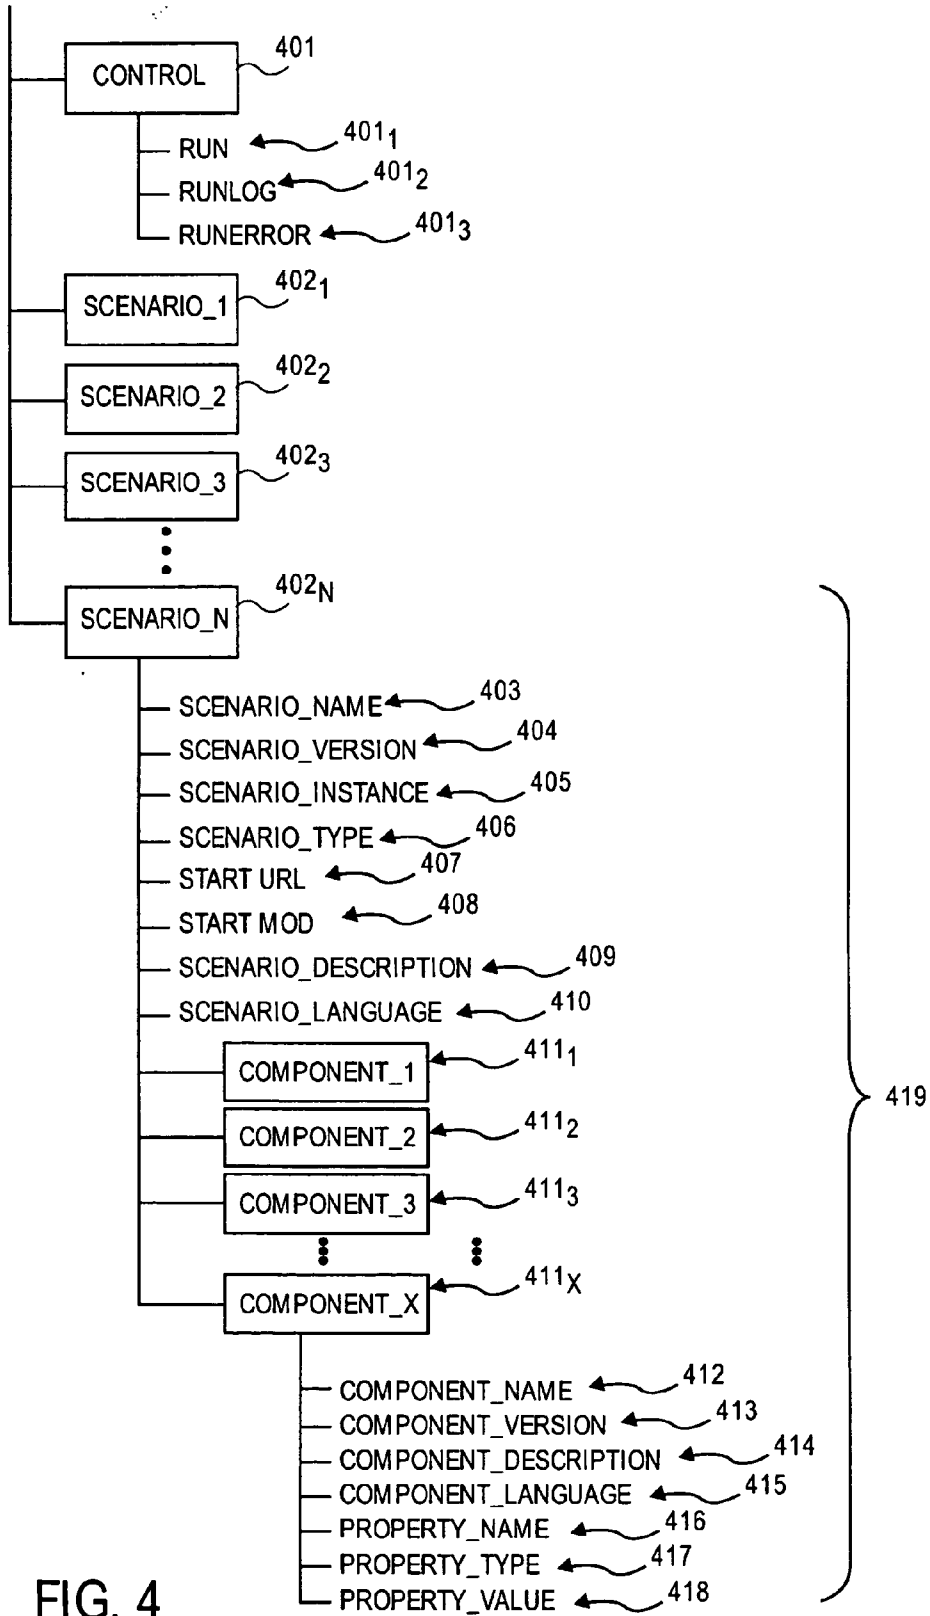 CONTROL 401
RUN 401₁
RUNLOG 401₂
RUNERROR 401₃
SCENARIO_1 402₁
SCENARIO_2 402₂
SCENARIO_3 402₃
SCENARIO_N 402N
SCENARIO_NAME 403
SCENARIO_VERSION 404
SCENARIO_INSTANCE 405
SCENARIO_TYPE 406
START URL 407
START MOD 408
SCENARIO_DESCRIPTION 409
SCENARIO_LANGUAGE 410
COMPONENT_1 411₁
419
COMPONENT_2 411₂
COMPONENT_3 411₃
COMPONENT_X 411X
COMPONENT_NAME 412
COMPONENT_VERSION 413
COMPONENT_DESCRIPTION 414
COMPONENT_LANGUAGE 415
PROPERTY_NAME 416
PROPERTY_TYPE 417
PROPERTY_VALUE 418
FIG. 4